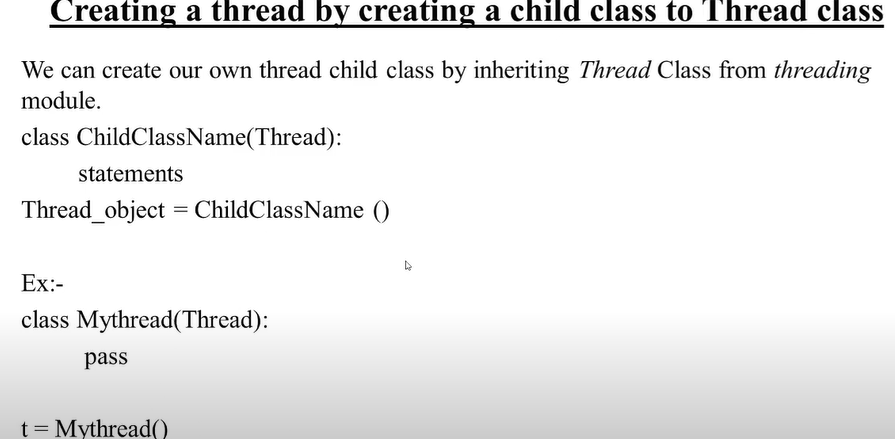 Creating a thread by creating a child class to Thread class
We can create our own thread child class by inheriting Thread Class from threading
module.
class ChildClassName(Thread):
statements
Thread_object = ChildClassName ()
Ex:-
class Mythread(Thread):
pass
t = Mythread()